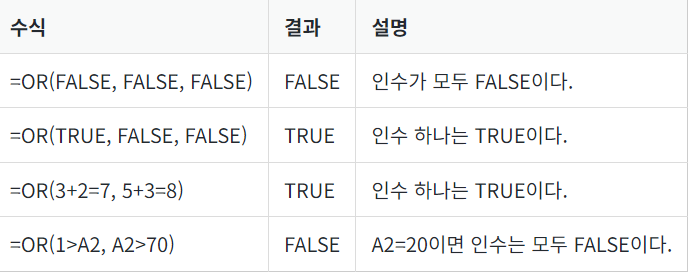 수식 결과 설명
=OR(FALSE, FALSE, FALSE) FALSE 인수가 모두 FALSE이다.
=OR(TRUE, FALSE, FALSE) TRUE 인수 하나는 TRUE이다.
=OR(3+2=7, 5+3=8) TRUE 인수 하나는 TRUE이다.
=OR(1>A2, A2>70) FALSE A2=20이면 인수는 모두 FALSE이다.